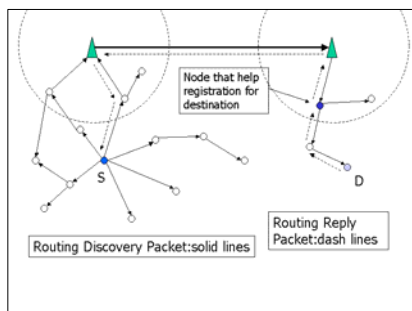 Node that help
registration for
destination
S
D
Routing Discovery Packet:solid lines
Routing Reply
Packet:dash lines